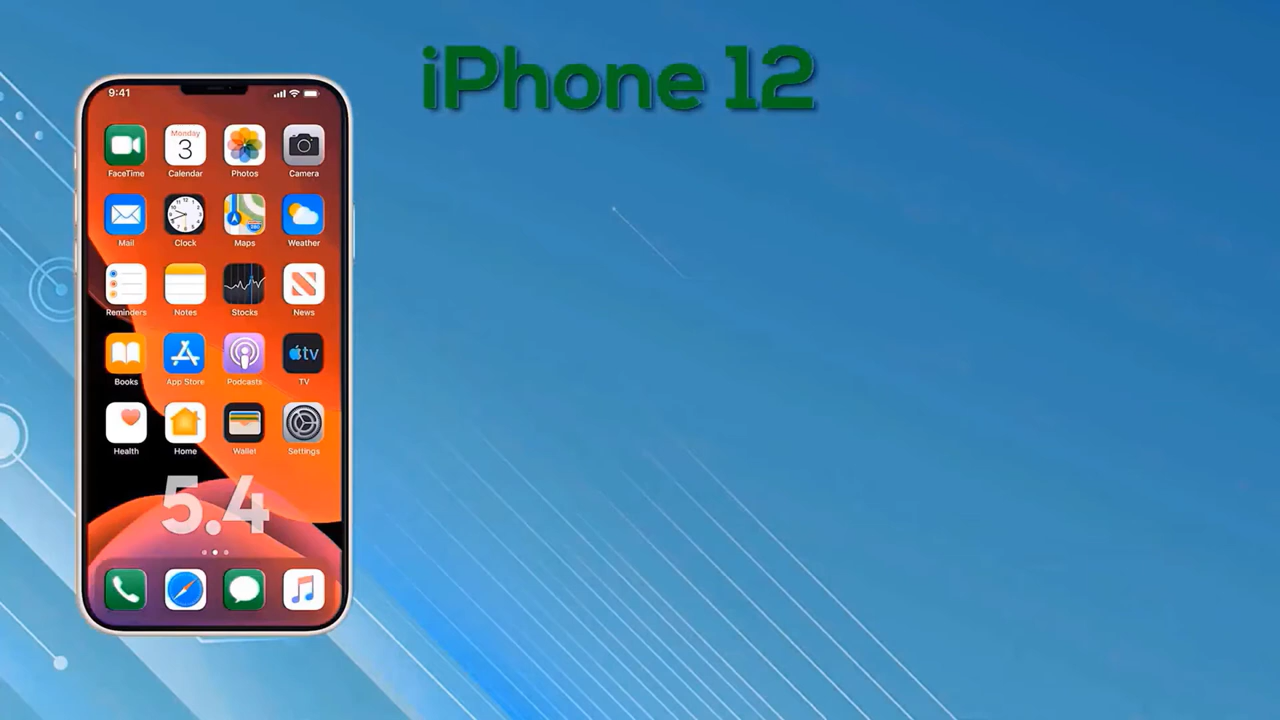 iPhone 12
9:41
Monday
3
FaceTime Calendar Photos Camera
Mail Clock Maps Weather
Reminders Notes Stocks News
tv
Books App Store Podcasts TV
Health Home Wallet Settings
5.4